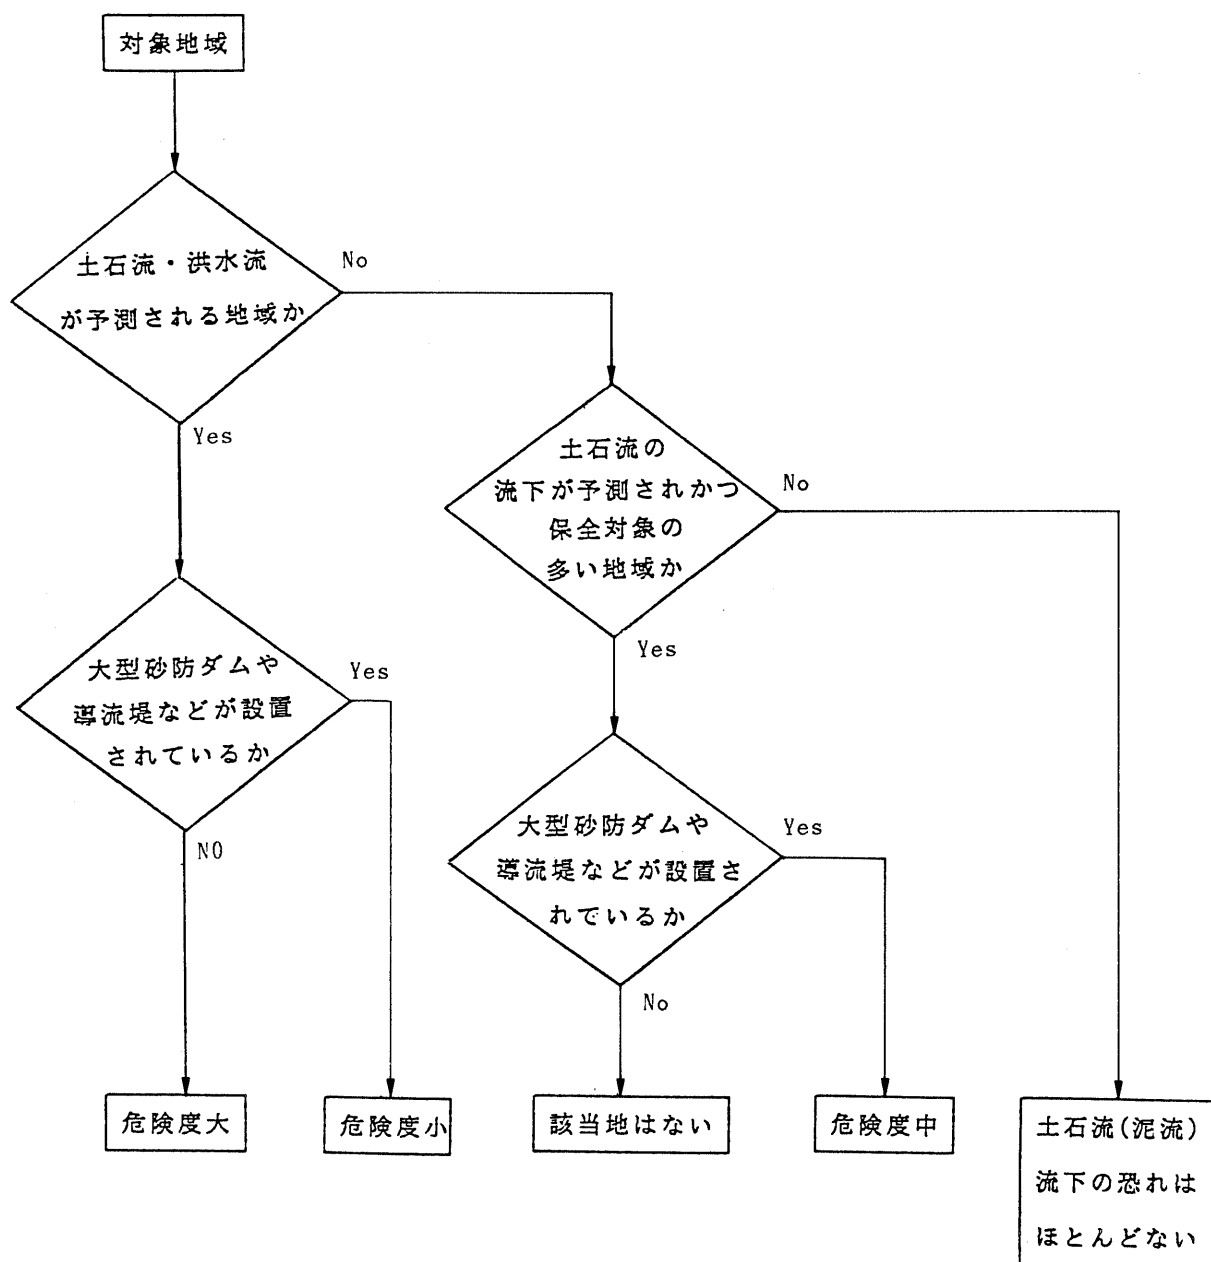 対象地域
土石流・洪水流
が予測される地域か
No
Yes
土石流の
流下が予測されかつ
保全対象の
多い地域か
No
Yes
大型砂防ダムや
導流堤などが設置
されているか
Yes
NO
大型砂防ダムや
導流堤などが設置さ
れているか
Yes
No
危険度大
危険度小
該当地はない
危険度中
土石流(泥流)
流下の恐れは
ほとんどない